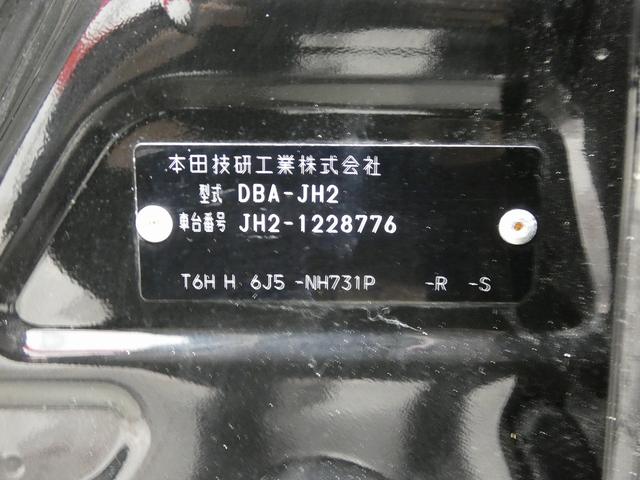 本田技研工業株式会社
型式 DBA-JH2
車台番号 JH2-1228776
T6H H 6J5 -NH731P -R -S